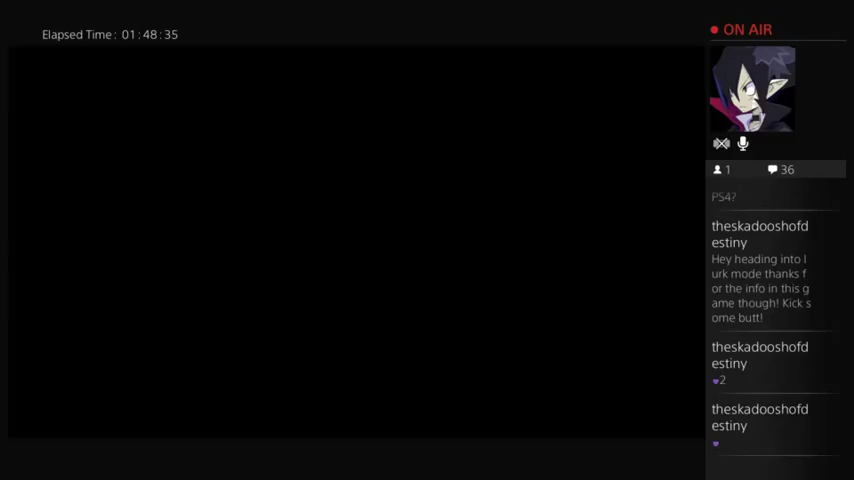 Elapsed Time: 01:48:35
ON AIR
1 36
PS4?
theskadooshofd
estiny
Hey heading into l
urk mode thanks f
or the info in this g
ame though! Kick s
ome butt!
theskadooshofd
estiny
2
theskadooshofd
estiny